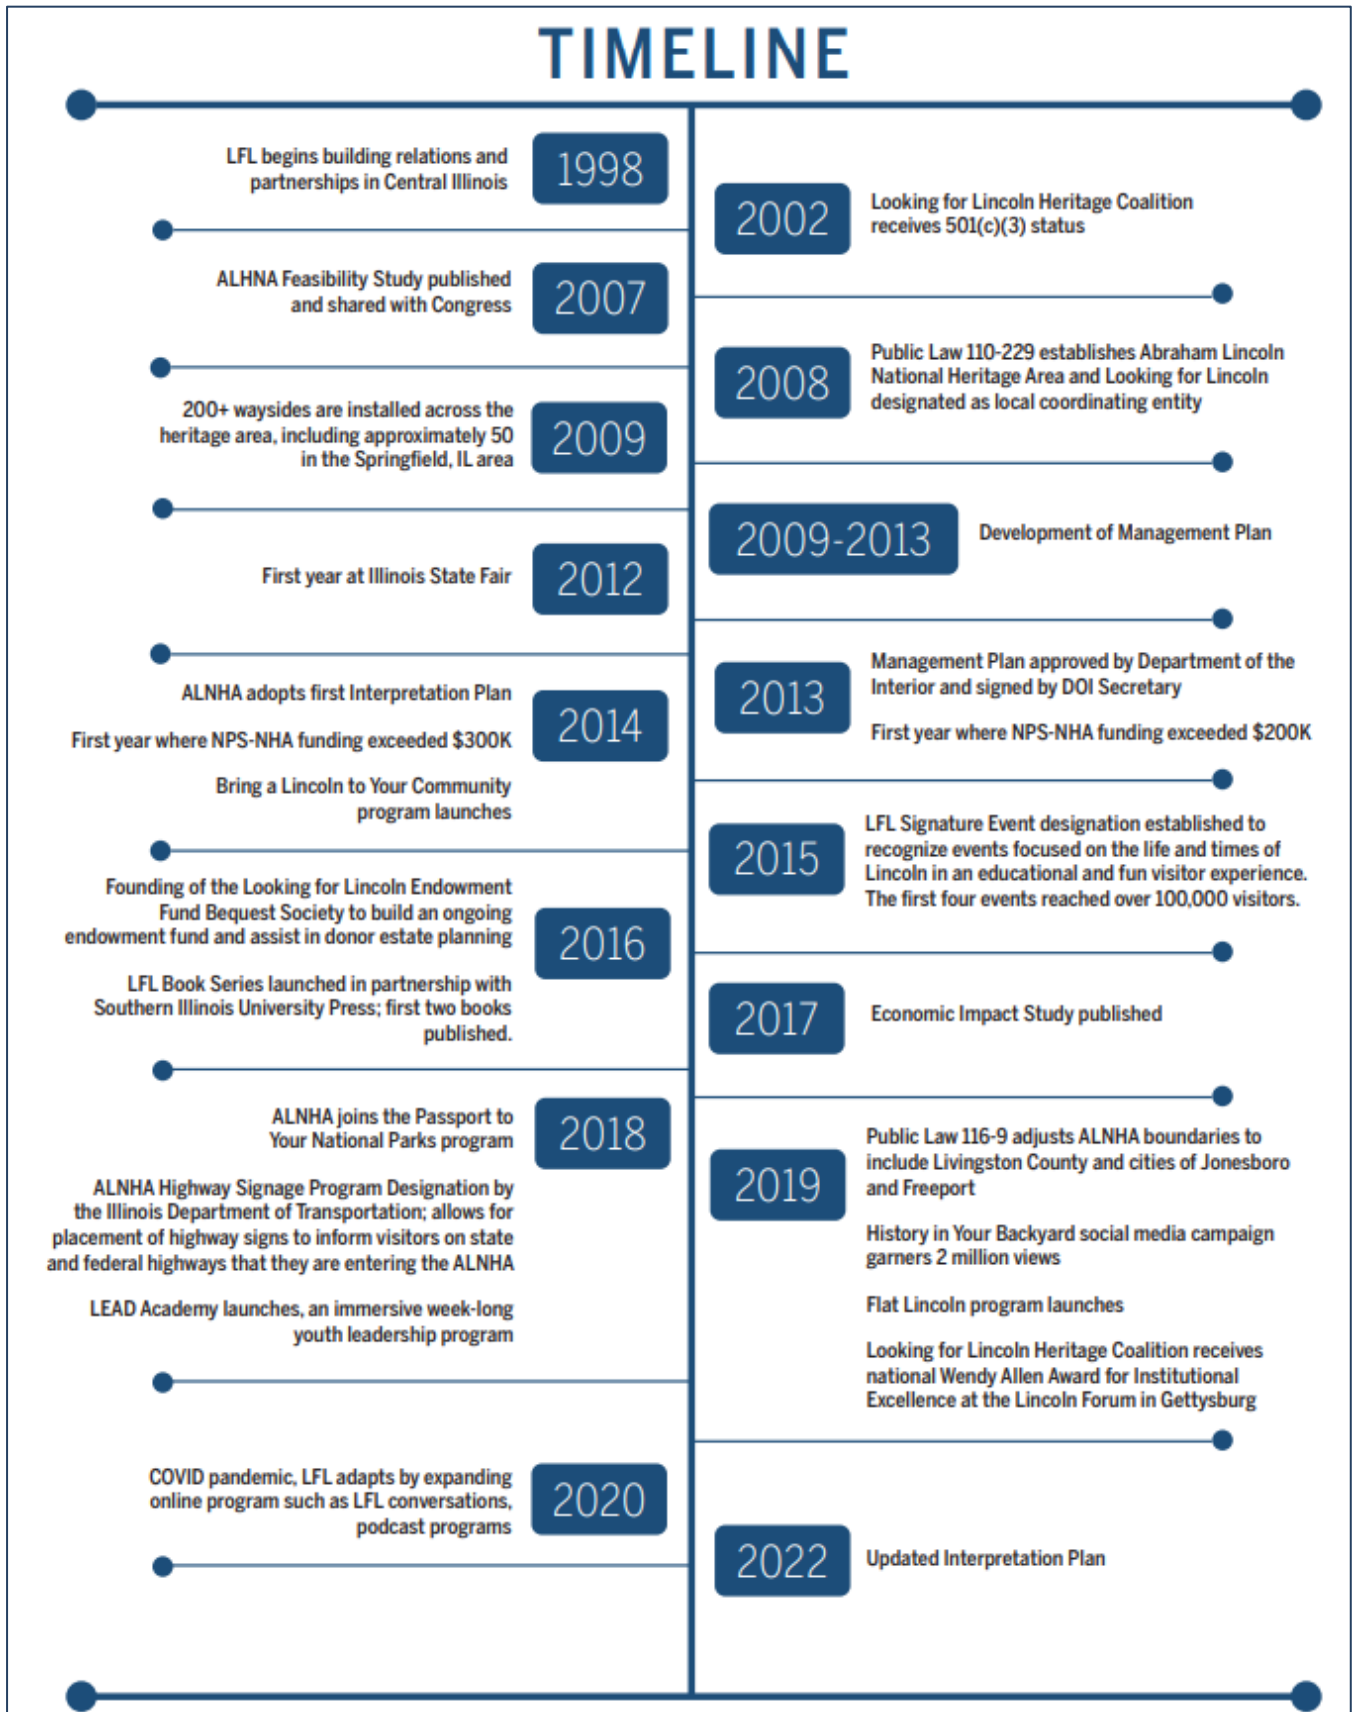 TIMELINE
LFL begins building relations and
partnerships in Central Illinois
1998
2002
Looking for Lincoln Heritage Coalition
receives 501(c)(3) status
ALHNA Feasibility Study published
and shared with Congress
2007
2008
Public Law 110-229 establishes Abraham Lincoln
National Heritage Area and Looking for Lincoln
designated as local coordinating entity
200+ waysides are installed across the
heritage area, including approximately 50
in the Springfield, IL area
2009
2009-2013
Development of Management Plan
First year at Illinois State Fair
2012
2013
Management Plan approved by Department of the
Interior and signed by DOI Secretary
First year where NPS-NHA funding exceeded $200K
ALNHA adopts first Interpretation Plan
First year where NPS-NHA funding exceeded $300K
Bring a Lincoln to Your Community
program launches
2014
2015
LFL Signature Event designation established to
recognize events focused on the life and times of
Lincoln in an educational and fun visitor experience.
The first four events reached over 100,000 visitors.
Founding of the Looking for Lincoln Endowment
Fund Bequest Society to build an ongoing
endowment fund and assist in donor estate planning
LFL Book Series launched in partnership with
Southern Illinois University Press; first two books
published.
2016
2017
Economic Impact Study published
ALNHA joins the Passport to
Your National Parks program
ALNHA Highway Signage Program Designation by
the Illinois Department of Transportation; allows for
placement of highway signs to inform visitors on state
and federal highways that they are entering the ALNHA
LEAD Academy launches, an immersive week-long
youth leadership program
2018
2019
Public Law 116-9 adjusts ALNHA boundaries to
include Livingston County and cities of Jonesboro
and Freeport
History in Your Backyard social media campaign
garners 2 million views
Flat Lincoln program launches
Looking for Lincoln Heritage Coalition receives
national Wendy Allen Award for Institutional
Excellence at the Lincoln Forum in Gettysburg
COVID pandemic, LFL adapts by expanding
online program such as LFL conversations,
podcast programs
2020
2022
Updated Interpretation Plan